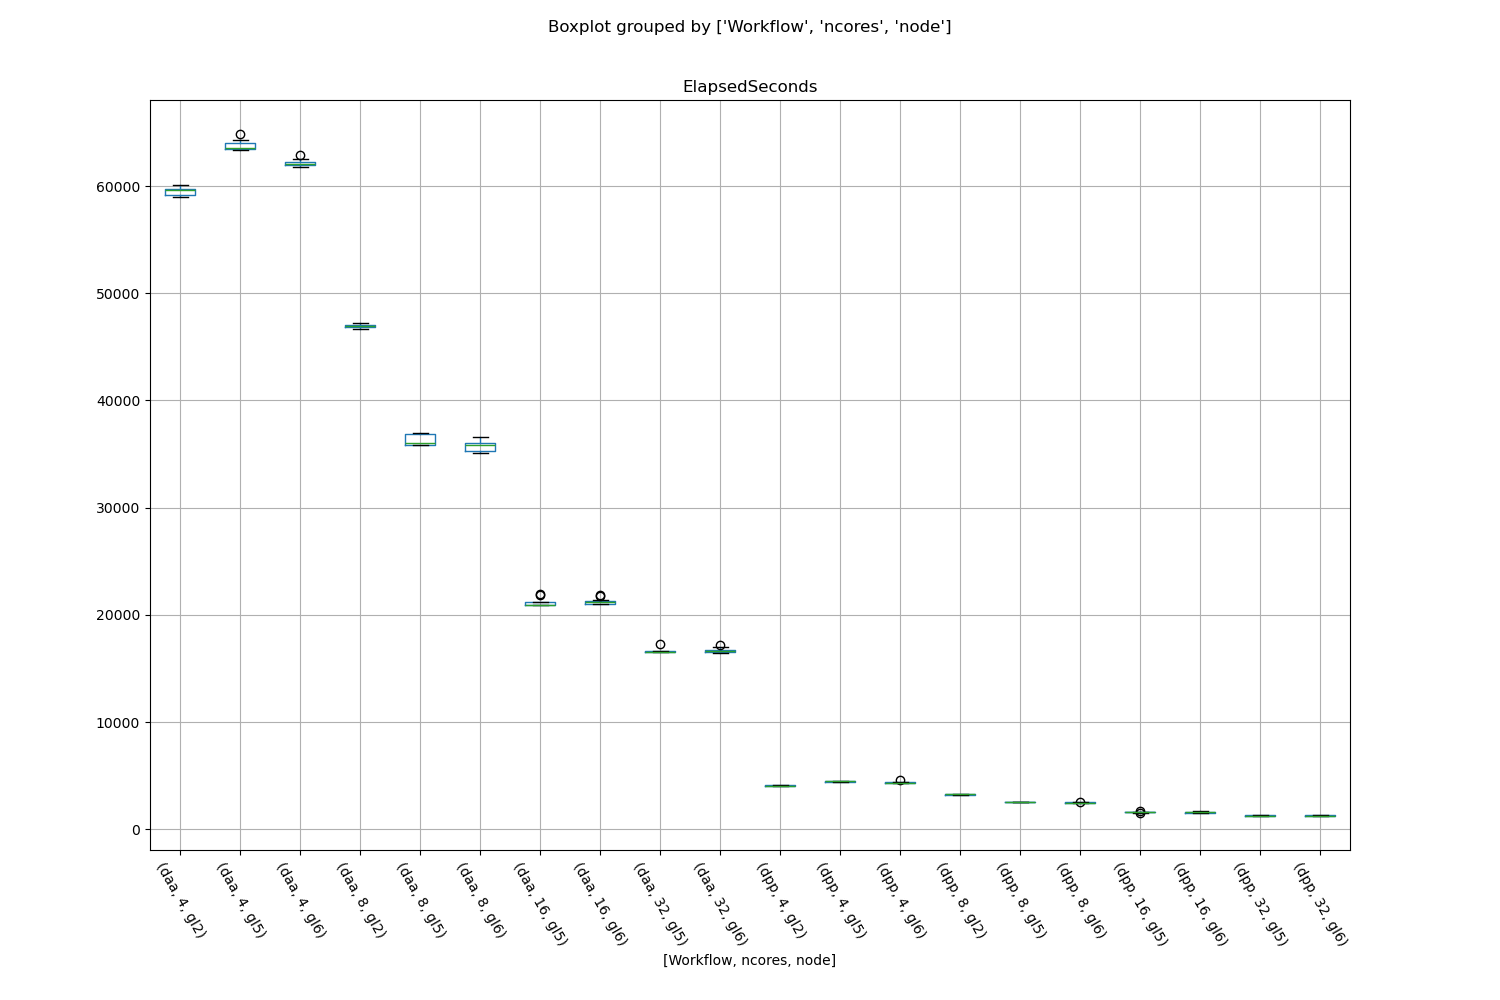 Boxplot grouped by ['Workflow', 'ncores', 'node']
ElapsedSeconds
60000
50000
40000
30000
20000
10000
0
(daa, 4, gl2)
(daa, 4, gl5)
(daa, 4, gl6)
(daa, 8, gl2)
(daa, 8, gl5)
(daa, 8, gl6)
(daa, 16, gl5)
(daa, 16, gl6)
(daa, 32, gl5)
(daa, 32, gl6)
(dpp, 4, gl2)
(dpp, 4, gl5)
(dpp, 4, gl6)
(dpp, 8, gl2)
(dpp, 8, gl5)
(dpp, 8, gl6)
(dpp, 16, gl5)
(dpp, 16, gl6)
(dpp, 32, gl5)
(dpp, 32, gl6)
[Workflow, ncores, node]